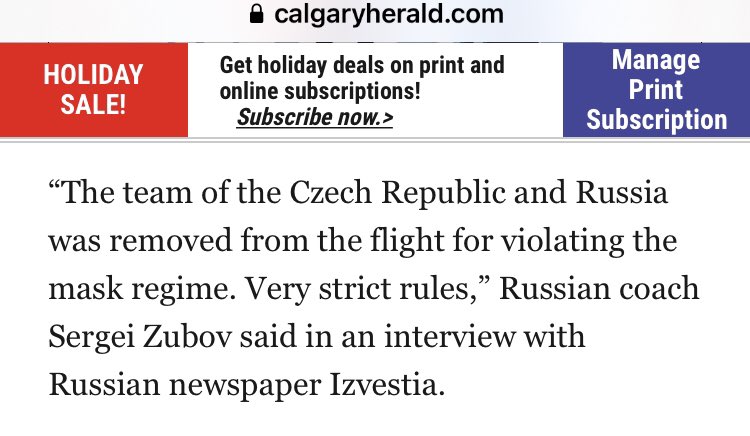 calgaryherald.com
HOLIDAY
SALE!
Get holiday deals on print and
online subscriptions!
Subscribe now.>
Manage
Print
Subscription
“The team of the Czech Republic and Russia
was removed from the flight for violating the
mask regime. Very strict rules,” Russian coach
Sergei Zubov said in an interview with
Russian newspaper Izvestia.